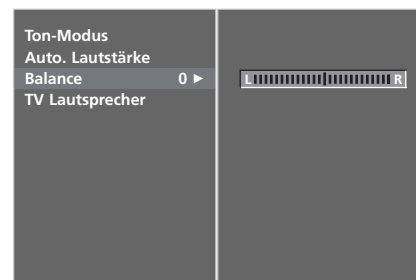 Ton-Modus
Auto. Lautstärke
Balance 0 ►
L R
TV Lautsprecher